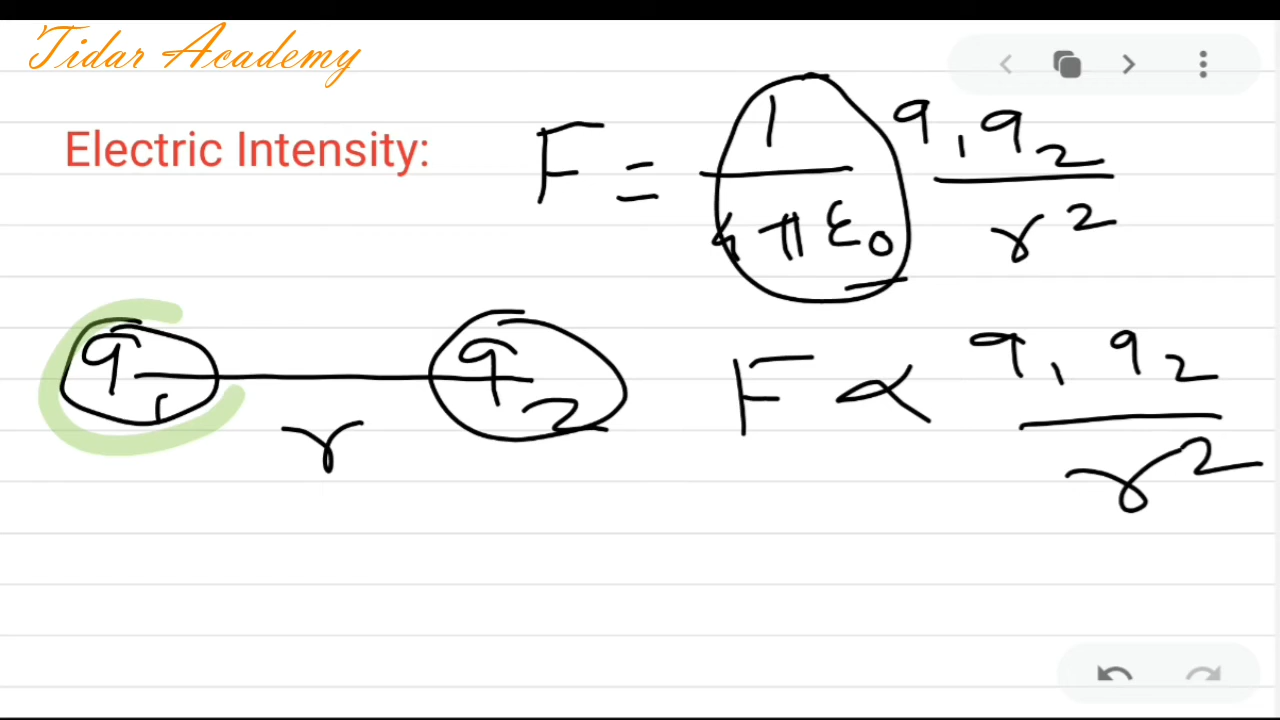 Tidar Academy
Electric Intensity:
F = 1/4πε₀ q₁q₂/r²
q₁ r q₂
F ∝ q₁q₂/r²